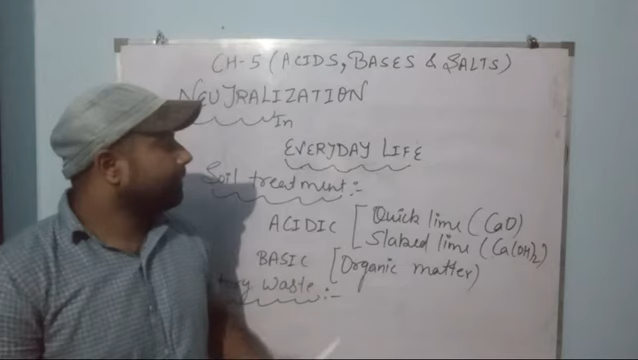 CH-5 (ACIDS, BASES & SALTS)
NEUTRALIZATION
In
EVERYDAY LIFE
Soil treatment:-
ACIDIC [Quick lime (CaO)
Slaked lime (Ca(OH)2)
BASIC [Organic matter)
waste:-